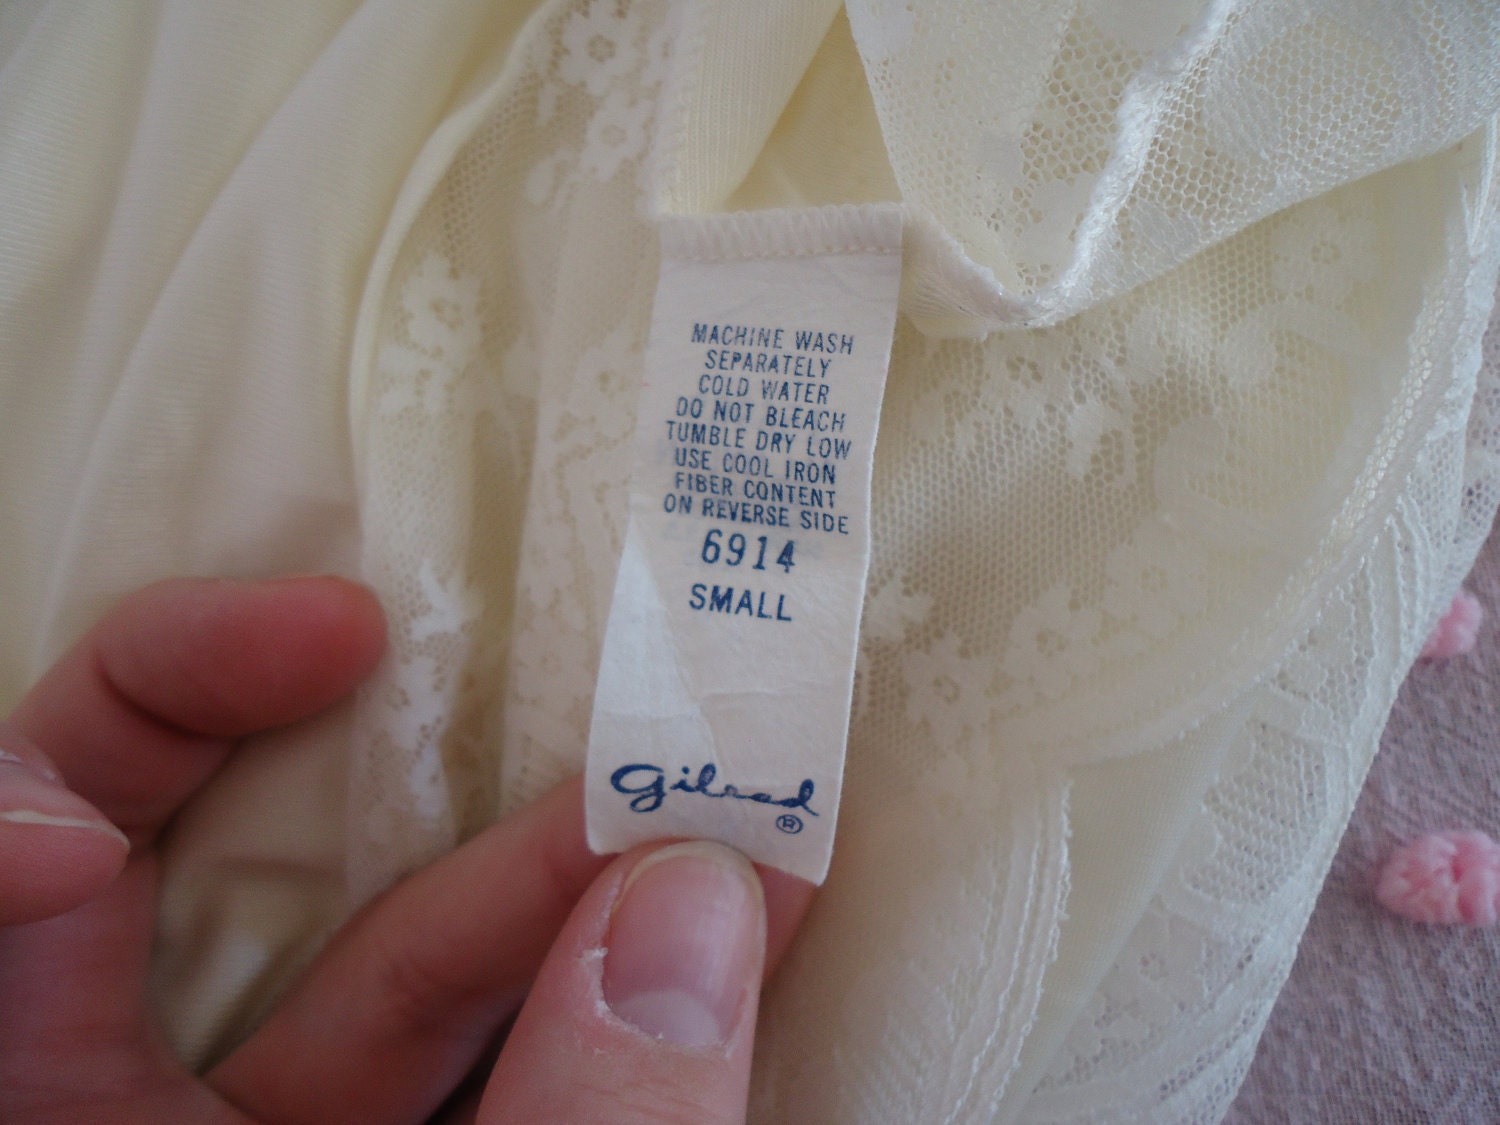 MACHINE WASH
SEPARATELY
COLD WATER
DO NOT BLEACH
TUMBLE DRY LOW
USE COOL IRON
FIBER CONTENT
ON REVERSE SIDE
6914
SMALL
gilead
®